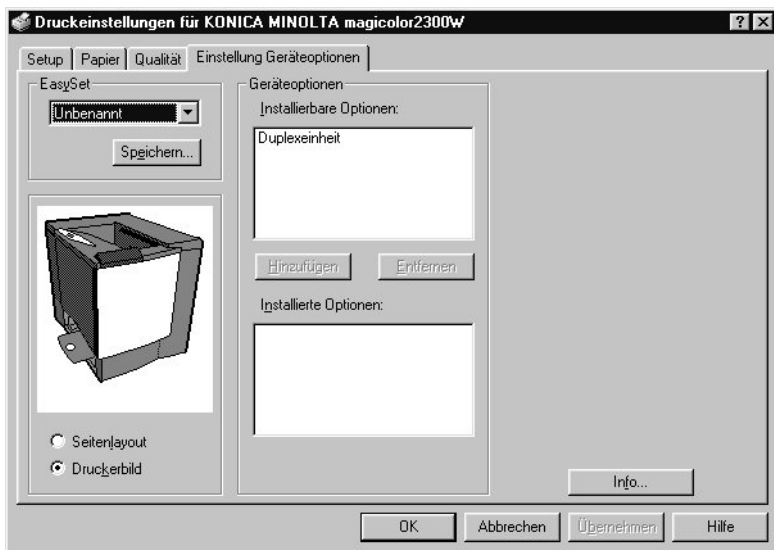 Druckeinstellungen für KONICA MINOLTA magicolor2300W
Setup Papier Qualität Einstellung Geräteoptionen
EasySet
Unbenannt
Speichern...
Seitenlayout
Druckerbild
Geräteoptionen
Installierbare Optionen:
Duplexeinheit
Hinzufügen Entfernen
Installierte Optionen:
Info...
OK Abbrechen Übernehmen Hilfe